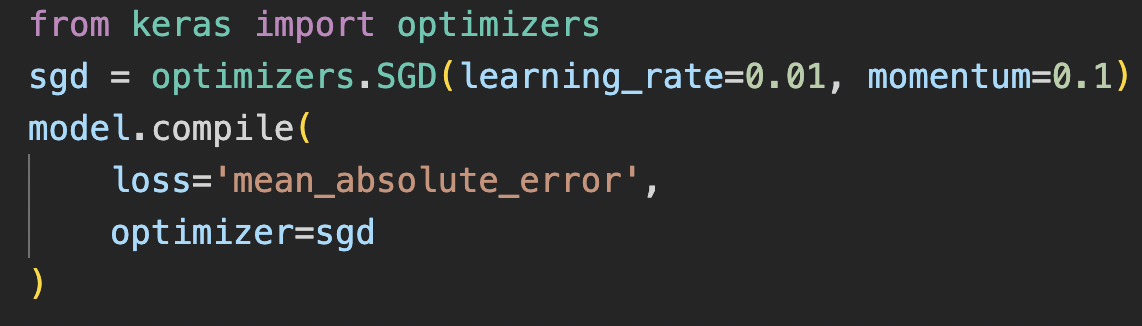 from keras import optimizers
sgd = optimizers.SGD(learning_rate=0.01, momentum=0.1)
model.compile(
    loss='mean_absolute_error',
    optimizer=sgd
)